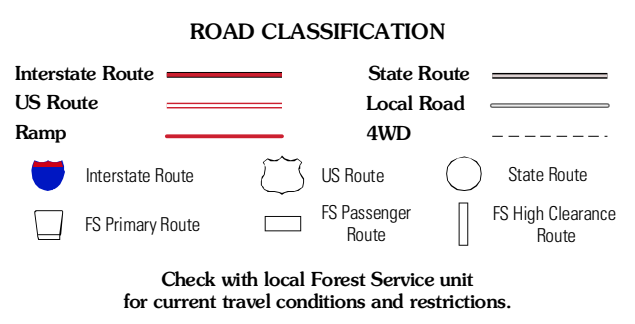 ROAD CLASSIFICATION
Interstate Route
State Route
US Route
Local Road
Ramp
4WD
Interstate Route
US Route
State Route
FS Primary Route
FS Passenger
Route
FS High Clearance
Route
Check with local Forest Service unit
for current travel conditions and restrictions.